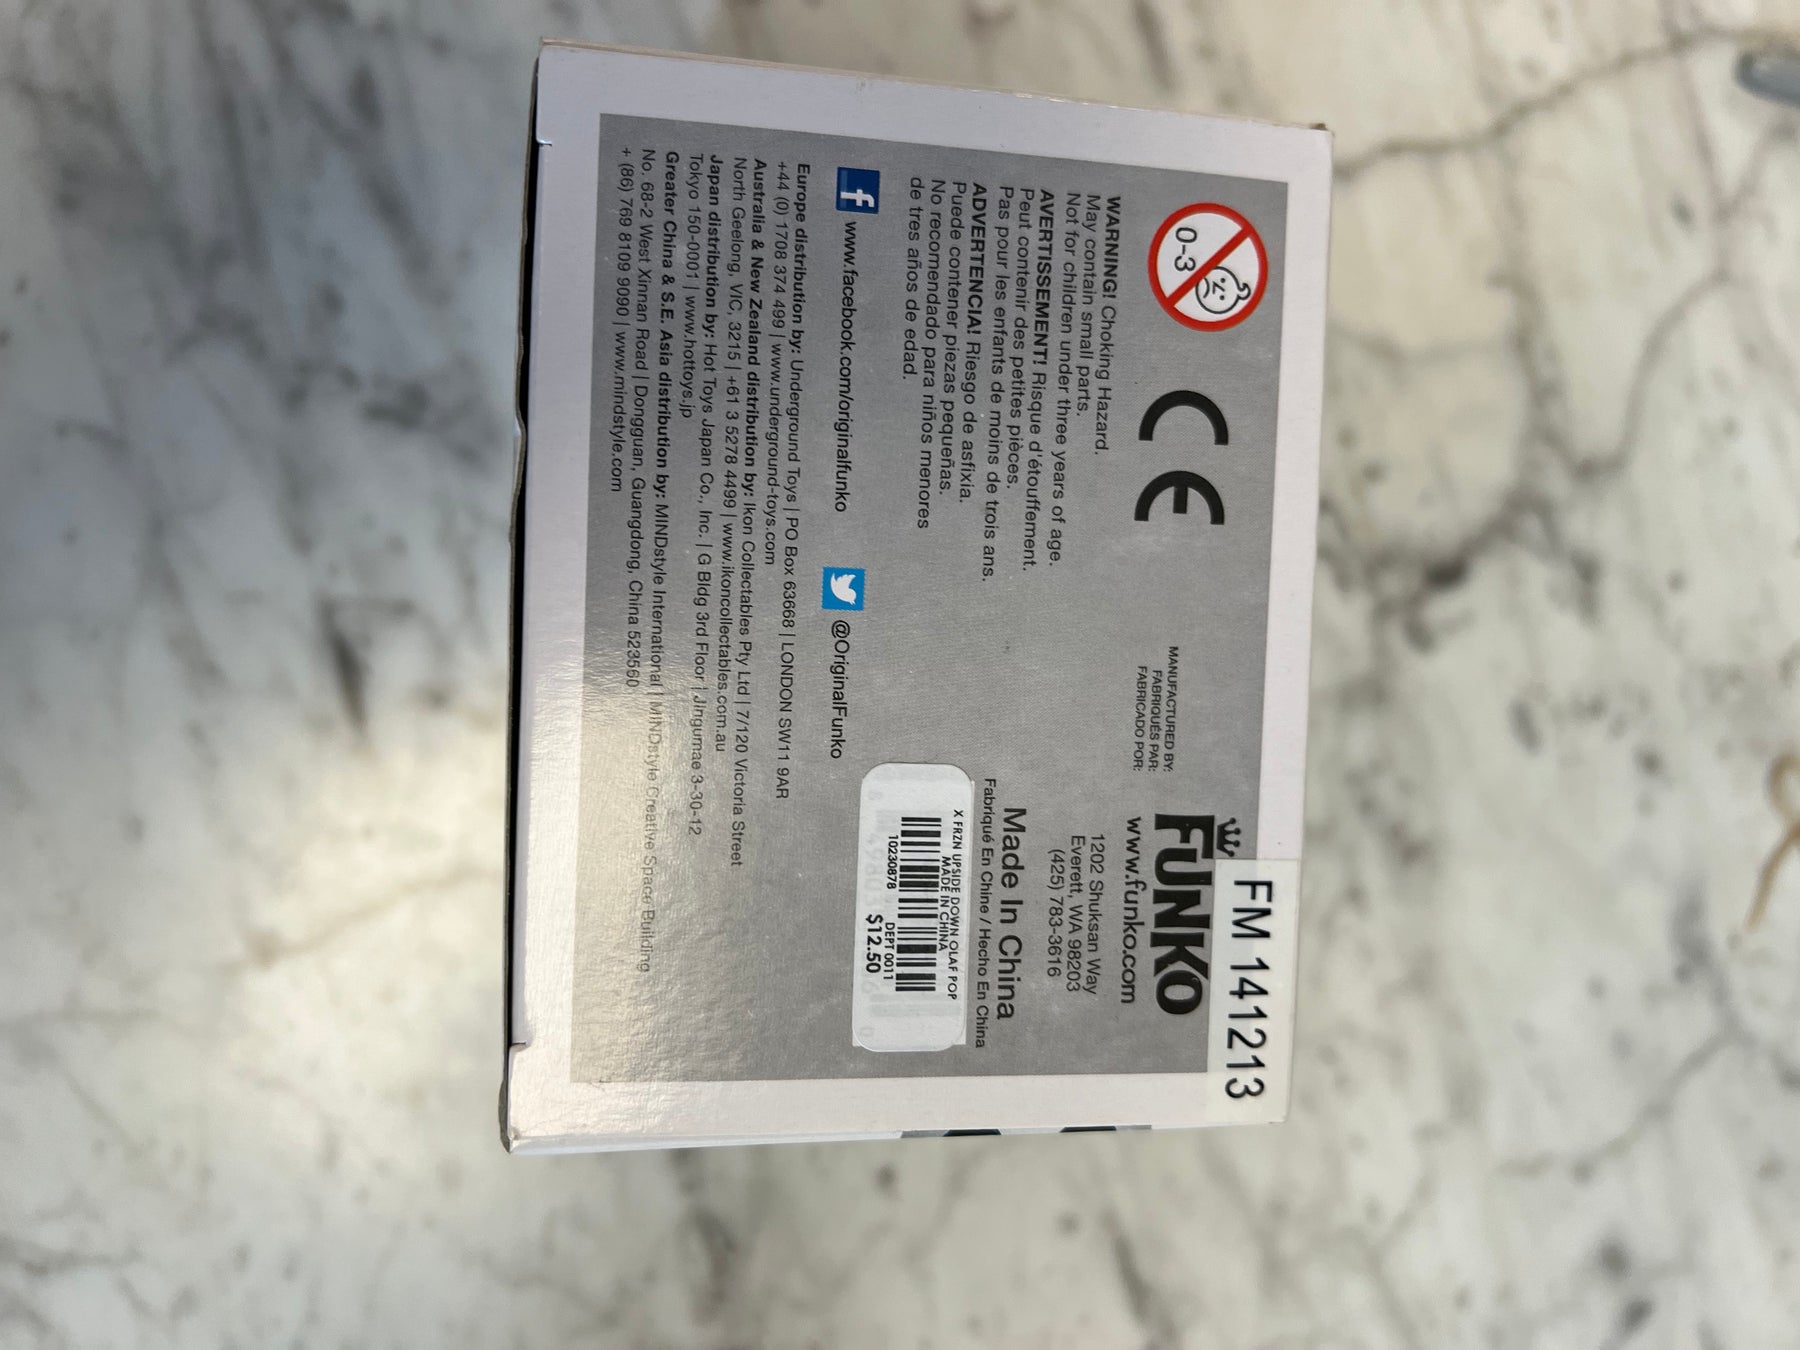 0-3
CE
MANUFACTURED BY:
FABRIQUÉS PAR:
FABRICADO POR:
FUNKO
www.funko.com
1202 Shuksan Way
Everett, WA 98203
(425) 783-3616
FM 141213
WARNING! Choking Hazard.
May contain small parts.
Not for children under three years of age.
AVERTISSEMENT! Risque d'étouffement.
Peut contenir des petites pièces.
Pas pour les enfants de moins de trois ans.
ADVERTENCIA! Riesgo de asfixia.
Puede contener piezas pequeñas.
No recomendado para niños menores
de tres años de edad.
Made In China
Fabriqué En Chine / Hecho En China
X FRZN UPSIDE DOWN OLAF POP
MADE IN CHINA
10230878 DEPT 0011
$12.50
www.facebook.com/originalfunko
@OriginalFunko
Europe distribution by: Underground Toys | PO Box 63668 | LONDON SW11 9AR
+44 (0) 1708 374 499 | www.underground-toys.com
Australia & New Zealand distribution by: Ikon Collectables Pty Ltd | 7/120 Victoria Street
North Geelong, VIC, 3215 | +61 3 5278 4499 | www.ikoncollectables.com.au
Japan distribution by: Hot Toys Japan Co., Inc. | G Bldg 3rd Floor | Jingumae 3-30-12
Tokyo 150-0001 | www.hottoys.jp
Greater China & S.E. Asia distribution by: MINDstyle International | MINDstyle Creative Space Building
No. 68-2 West Xinnan Road | Dongguan, Guangdong, China 523560
+ (86) 769 8109 9090 | www.mindstyle.com